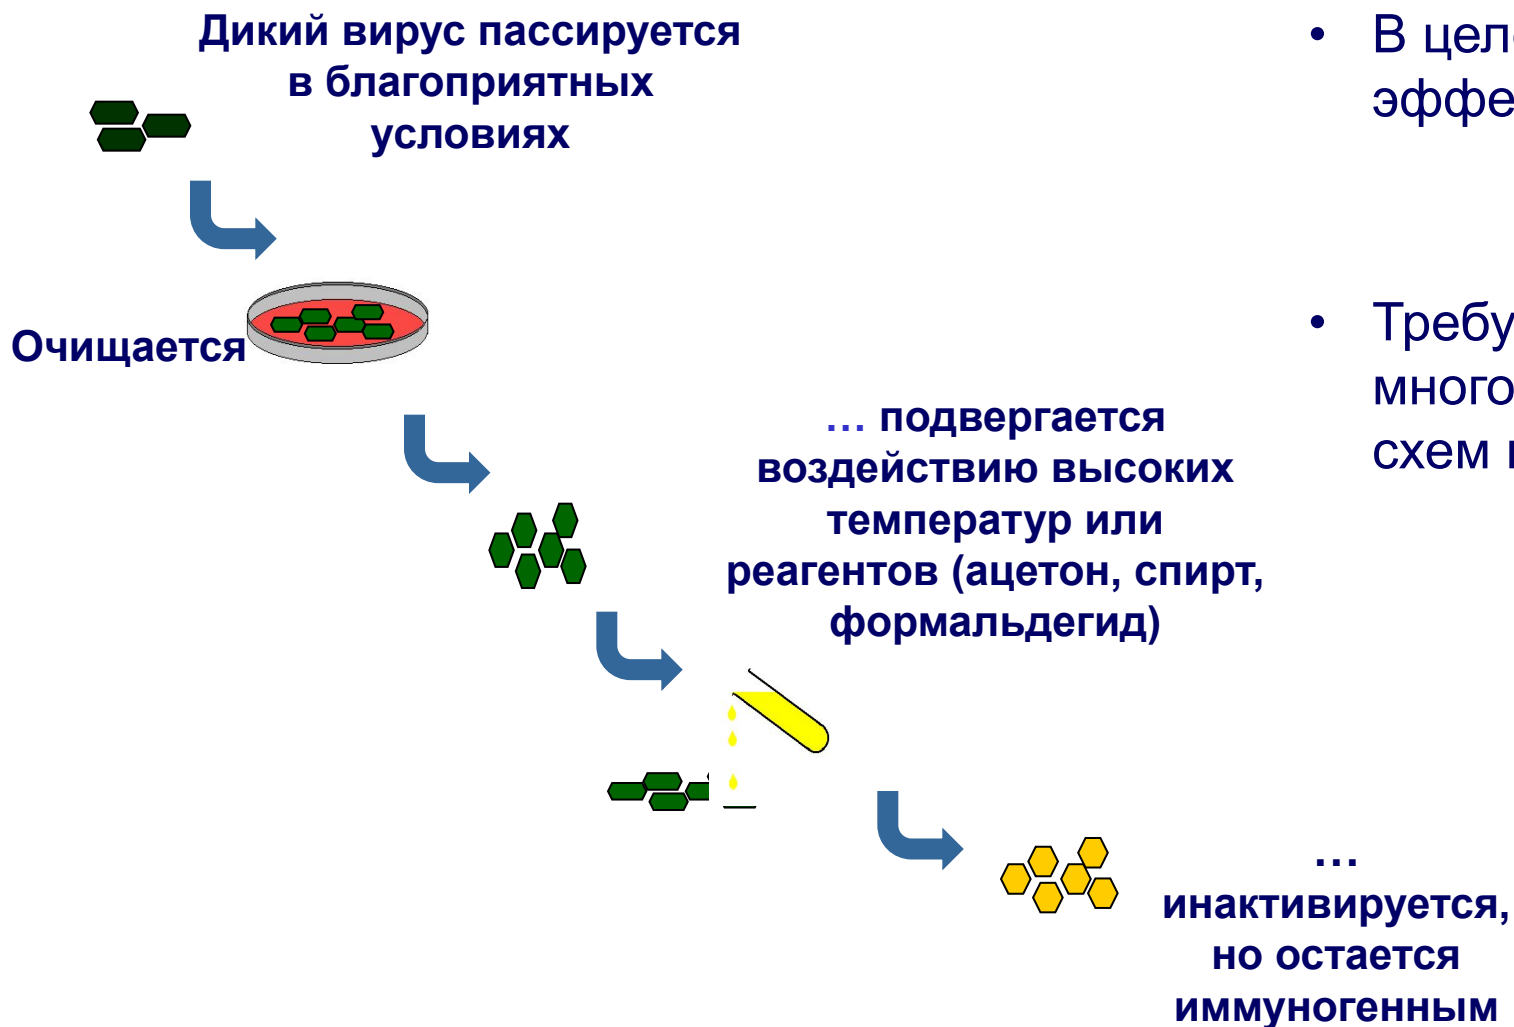 Дикий вирус пассируется
в благоприятных
условиях
Очищается
… подвергается
воздействию высоких
температур или
реагентов (ацетон, спирт,
формальдегид)
…
инактивируется,
но остается
иммуногенным
• В
•
схем